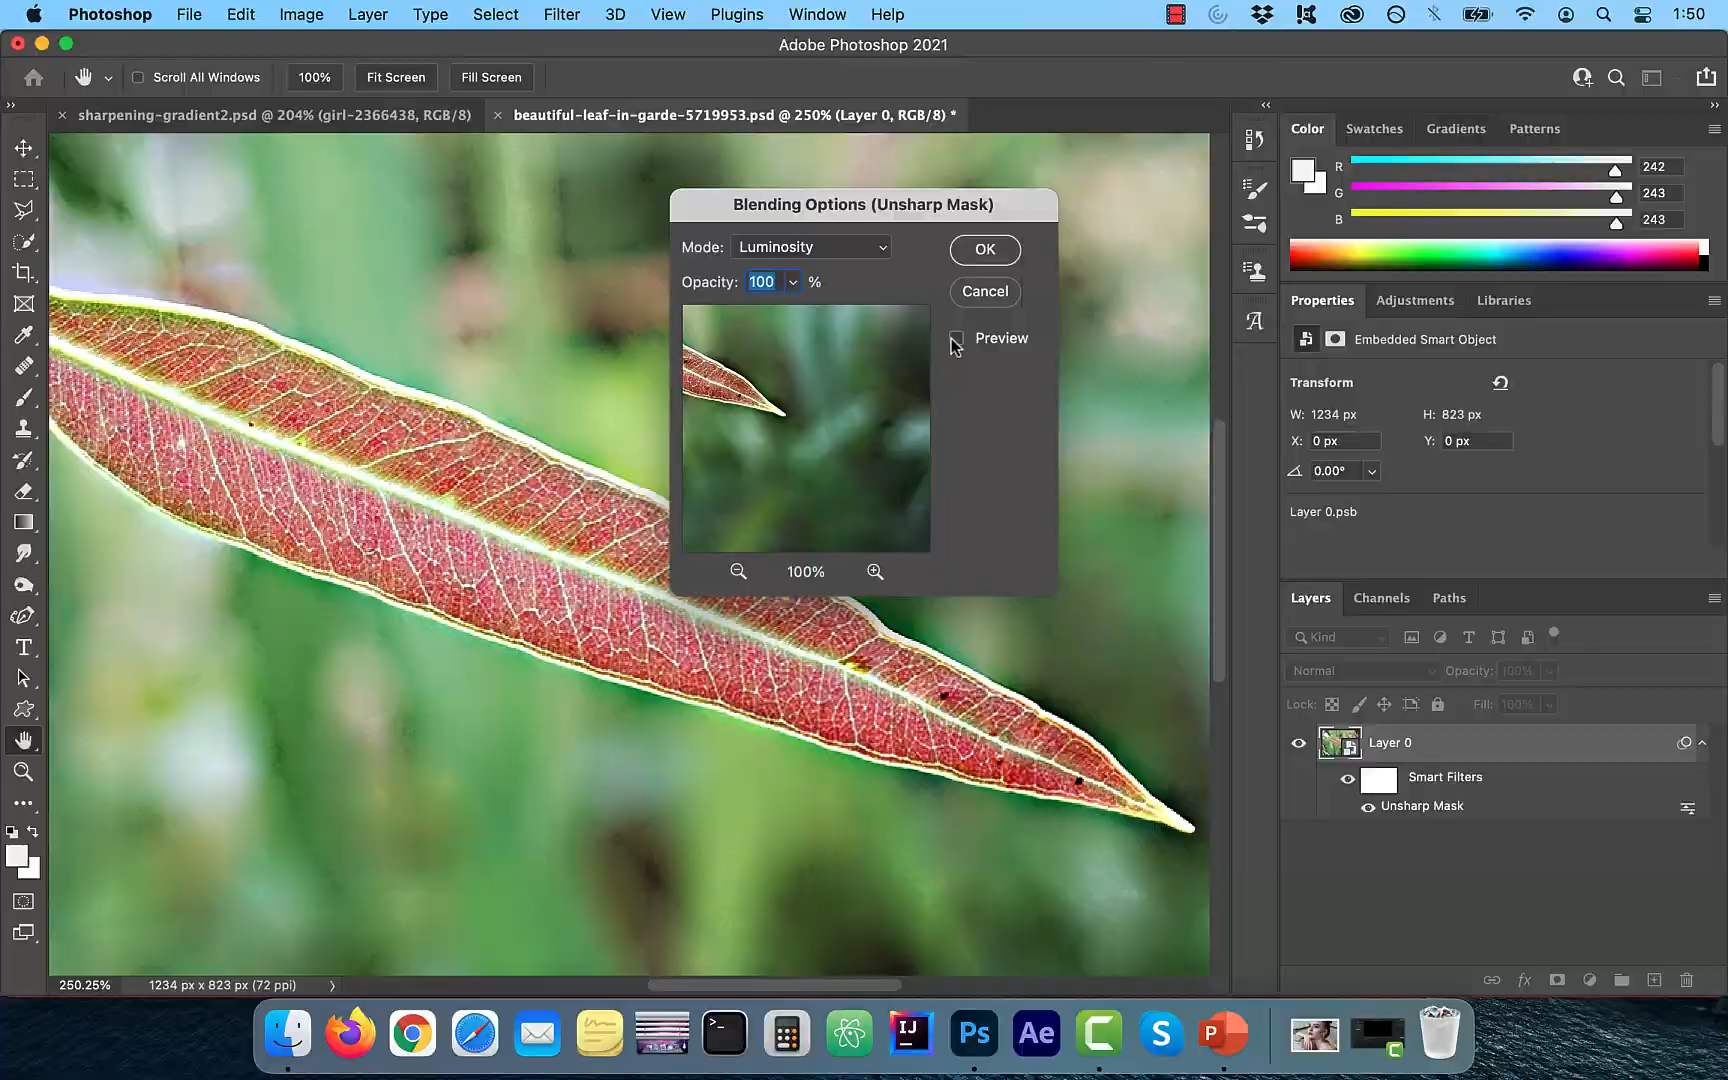 Photoshop File Edit Image Layer Type Select Filter 3D View Plugins Window Help 1:50
Adobe Photoshop 2021
Scroll All Windows 100% Fit Screen Fill Screen
sharpening-gradient2.psd @ 204% (girl-2366438, RGB/8)
beautiful-leaf-in-garde-5719953.psd @ 250% (Layer 0, RGB/8) *
Blending Options (Unsharp Mask)
Mode: Luminosity
OK
Opacity: 100 %
Cancel
Preview
100%
Color Swatches Gradients Patterns
R 242
G 243
B 243
Properties Adjustments Libraries
Embedded Smart Object
Transform
W: 1234 px H: 823 px
X: 0 px Y: 0 px
0.00°
Layer 0.psb
Layers Channels Paths
Kind
Normal Opacity: 100%
Lock: Fill: 100%
Layer 0
Smart Filters
Unsharp Mask
fx
250.25% 1234 px x 823 px (72 ppi)
IJ Ps Ae C S P